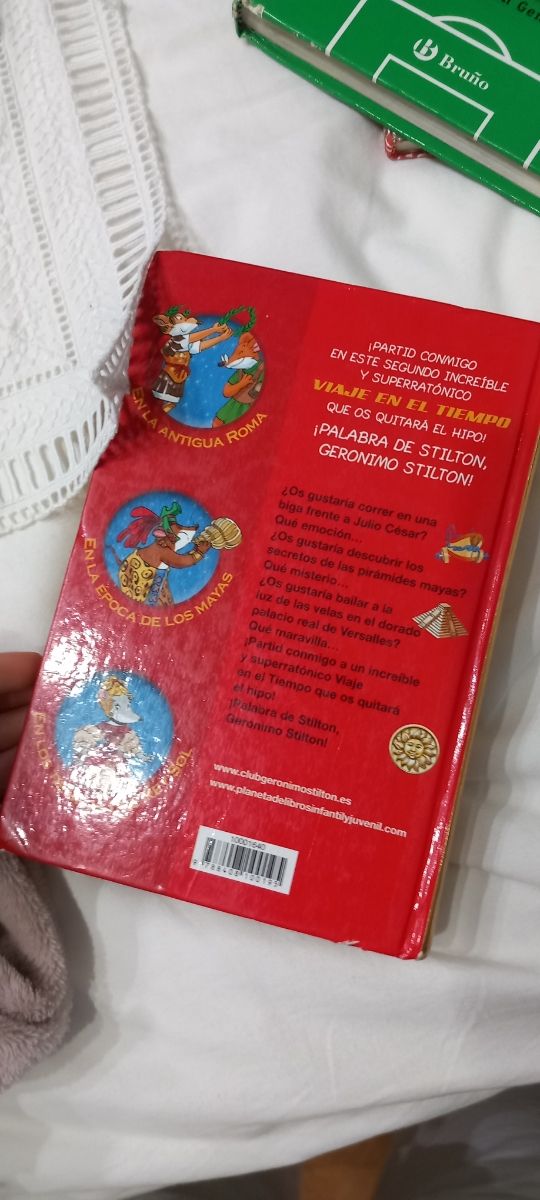 Bruño
¡PARTID CONMIGO
EN ESTE SEGUNDO INCREÍBLE
Y SUPERRATÓNICO
VIAJE EN EL TIEMPO
QUE OS QUITARÁ EL HIPO!
¡PALABRA DE STILTON,
GERONIMO STILTON!
EN LA ANTIGUA ROMA
EN LA ÉPOCA DE LOS MAYAS
SOL
¿Os gustaría correr en una
biga frente a Julio César?
Qué emoción...
¿Os gustaría descubrir los
secretos de las pirámides mayas?
Qué misterio...
¿Os gustaría bailar a la
luz de las velas en el dorado
palacio real de Versalles?
Qué maravilla...
¡Partid conmigo a un increíble
y superratónico Viaje
en el Tiempo que os quitará
el hipo!
¡Palabra de Stilton,
Geronimo Stilton!
www.clubgeronimostilton.es
www.planetadelibrosinfantilyjuvenil.com
10001640
9 788408 100195